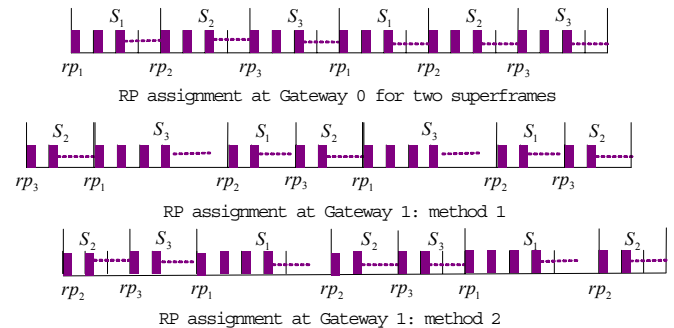 S1 S2 S3 S1 S2 S3
rp1 rp2 rp3 rp1 rp2 rp3
RP assignment at Gateway 0 for two superframes
S2 S3 S1 S2 S3 S1 S2
rp3 rp1 rp2 rp3 rp1 rp2 rp3
RP assignment at Gateway 1: method 1
S2 S3 S1 S2 S3 S1 S2
rp2 rp3 rp1 rp2 rp3 rp1 rp2
RP assignment at Gateway 1: method 2